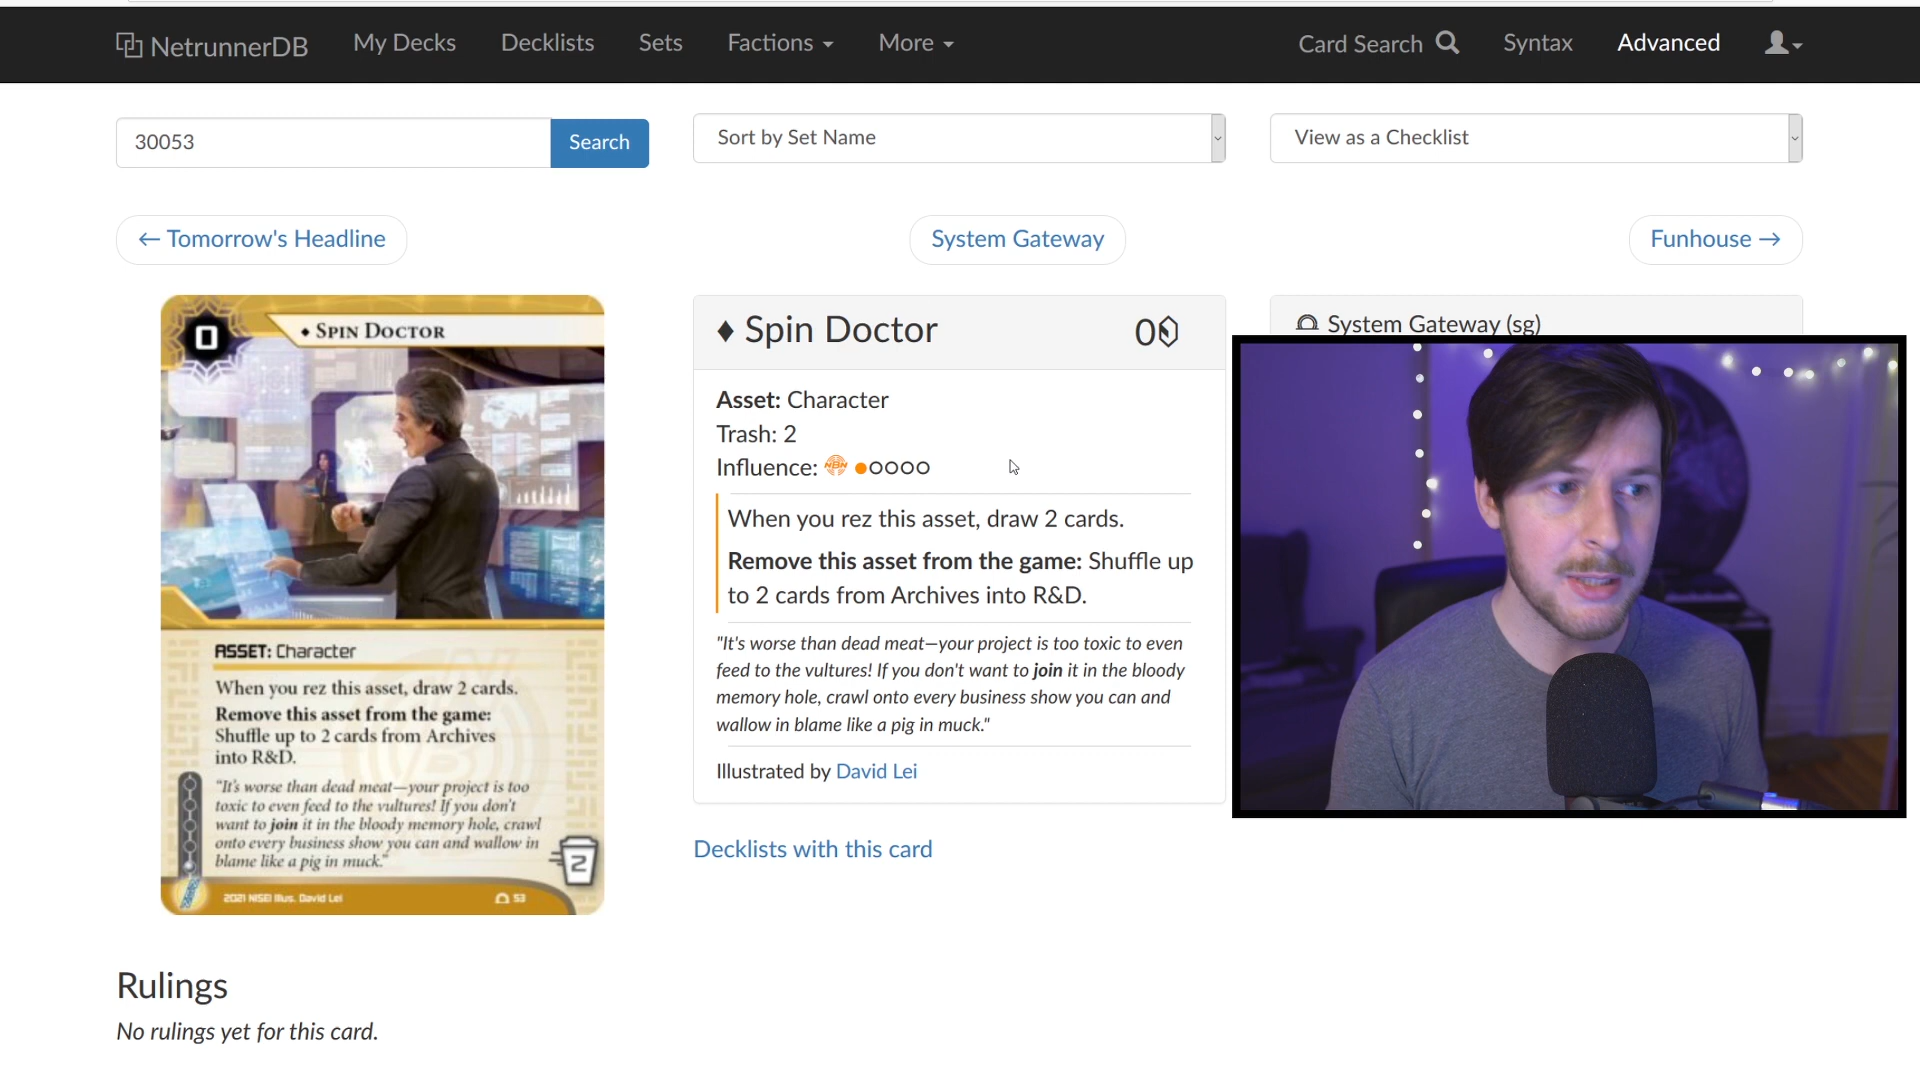 NetrunnerDB My Decks Decklists Sets Factions More Card Search Syntax Advanced
30053 Search Sort by Set Name View as a Checklist
← Tomorrow's Headline System Gateway Funhouse →
0
♦ SPIN DOCTOR
ASSET: Character
When you rez this asset, draw 2 cards.
Remove this asset from the game:
Shuffle up to 2 cards from Archives
into R&D.
"It's worse than dead meat—your project is too
toxic to even feed to the vultures! If you don't
want to join it in the bloody memory hole, crawl
onto every business show you can and wallow in
blame like a pig in muck."
2
2021 NISEI Illus. David Lei
53
♦ Spin Doctor 0
Asset: Character
Trash: 2
Influence: NBN
When you rez this asset, draw 2 cards.
Remove this asset from the game: Shuffle up
to 2 cards from Archives into R&D.
"It's worse than dead meat—your project is too toxic to even
feed to the vultures! If you don't want to join it in the bloody
memory hole, crawl onto every business show you can and
wallow in blame like a pig in muck."
Illustrated by David Lei
Decklists with this card
System Gateway (sg)
Rulings
No rulings yet for this card.